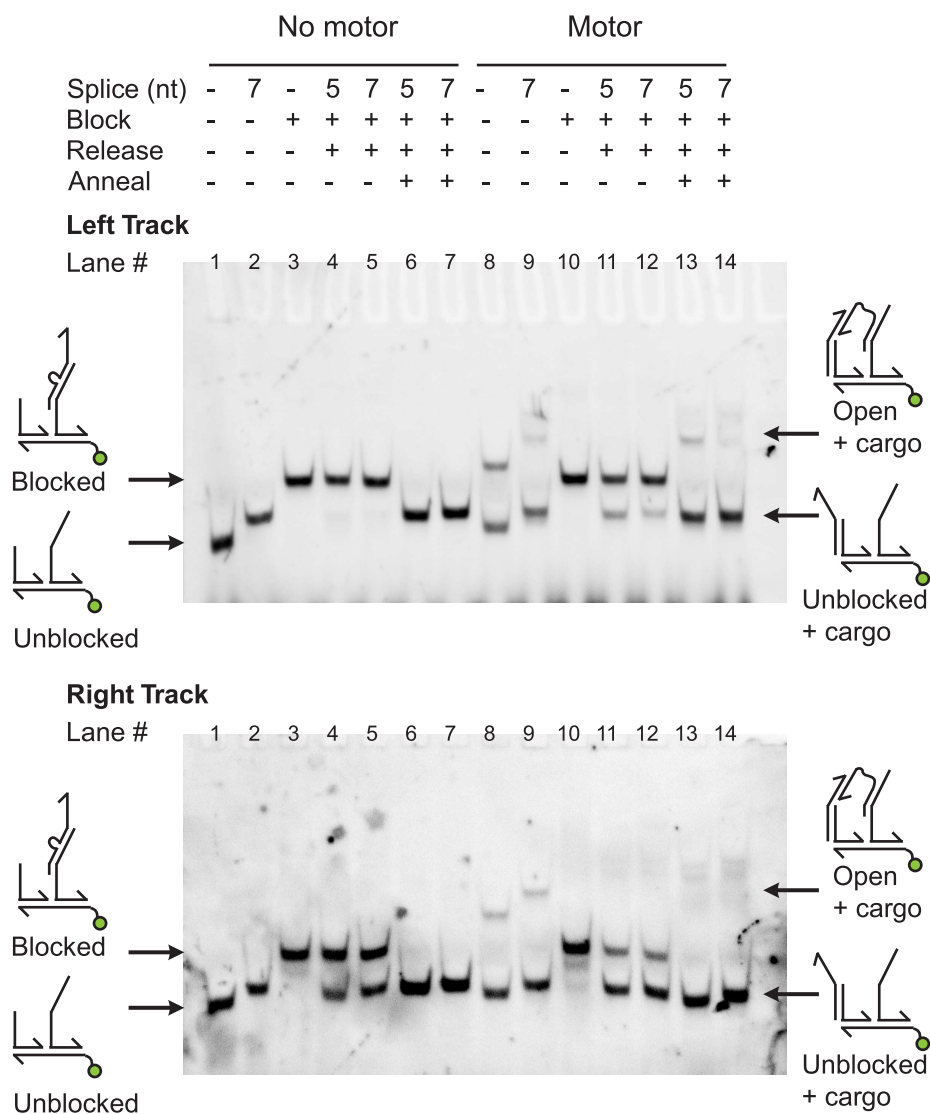 No motor Motor
Splice (nt) - 7 - 5 7 5 7 - 7 - 5 7 5 7
Block - - + + + + + - - + + + + +
Release - - - + + + + - - - + + + +
Anneal - - - - - + + - - - - - + +
Left Track
Lane # 1 2 3 4 5 6 7 8 9 10 11 12 13 14
Open
+ cargo
Blocked
Unblocked
+ cargo
Unblocked
Right Track
Lane # 1 2 3 4 5 6 7 8 9 10 11 12 13 14
Open
+ cargo
Blocked
Unblocked
+ cargo
Unblocked